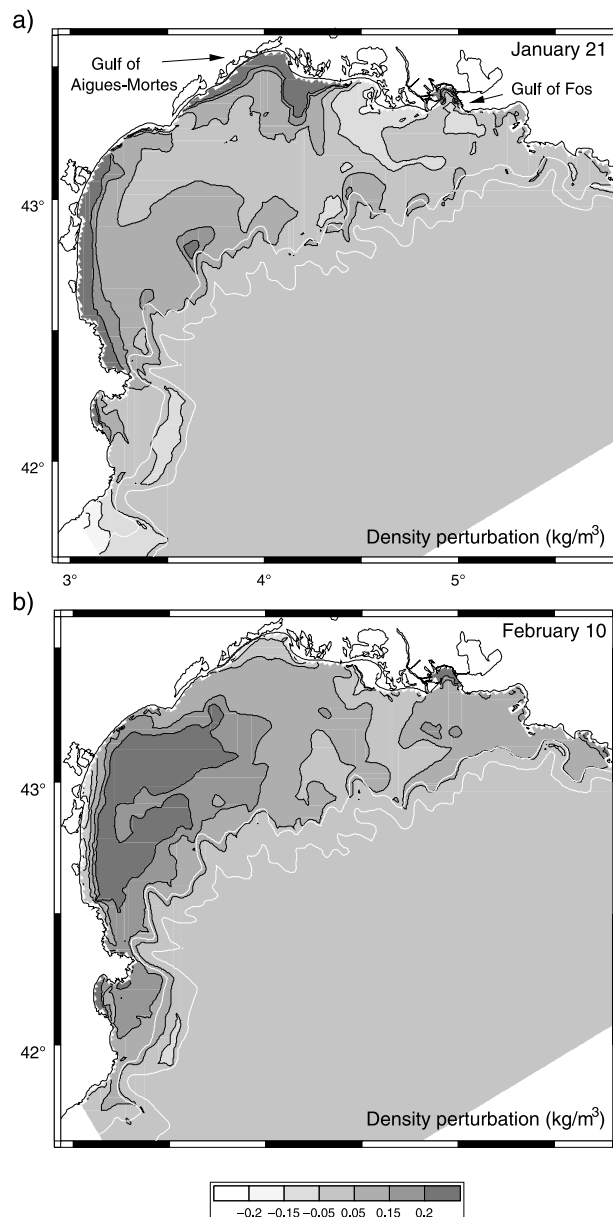 a)
Gulf of
Aigues-Mortes
January 21
Gulf of Fos
43°
42°
Density perturbation (kg/m³)
3°
4°
5°
b)
February 10
43°
42°
Density perturbation (kg/m³)
−0.2 −0.15 −0.05 0.05 0.15 0.2